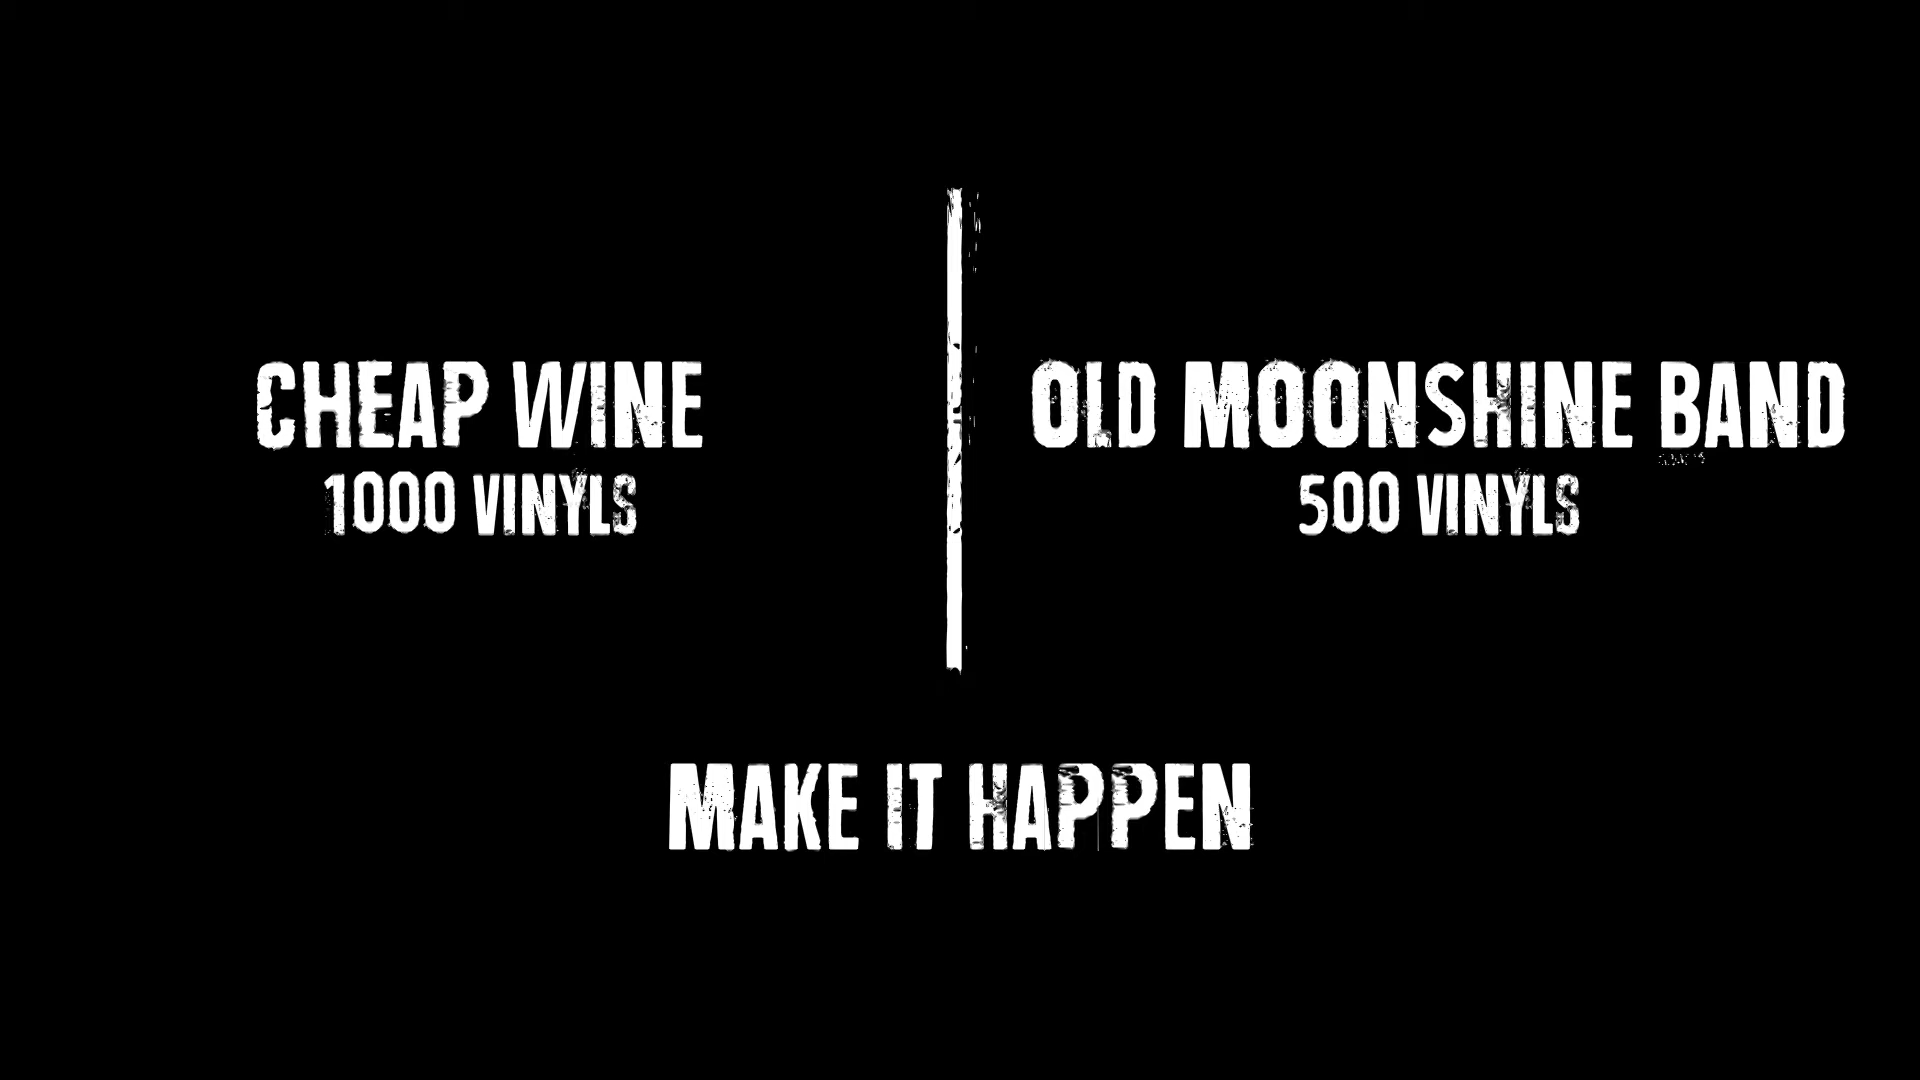 CHEAP WINE
1000 VINYLS
OLD MOONSHINE BAND
500 VINYLS
MAKE IT HAPPEN